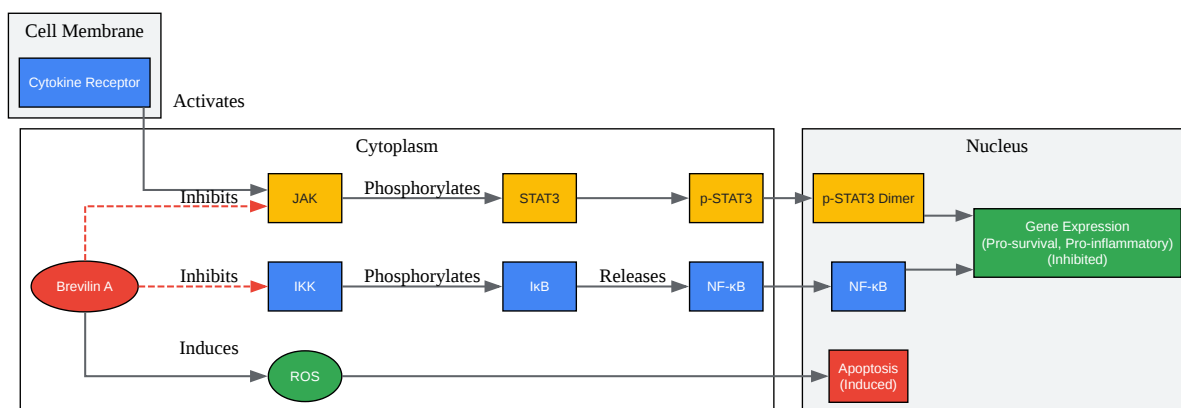 Cell Membrane
Cytokine Receptor
Activates
Cytoplasm
Nucleus
Inhibits
JAK
Phosphorylates
STAT3
p-STAT3
p-STAT3 Dimer
Gene Expression
(Pro-survival, Pro-inflammatory)
(Inhibited)
Brevilin A
Inhibits
IKK
Phosphorylates
IκB
Releases
NF-κB
NF-κB
Induces
ROS
Apoptosis
(Induced)